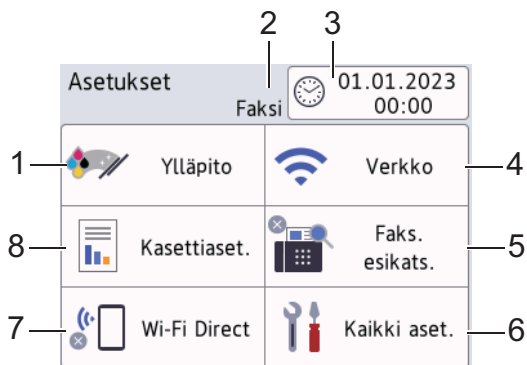 2 3
Asetukset
Faksi
01.01.2023
00:00
1 Ylläpito Verkko 4
8 Kasettiaset. Faks.
esikats. 5
7 Wi-Fi Direct Kaikki aset. 6